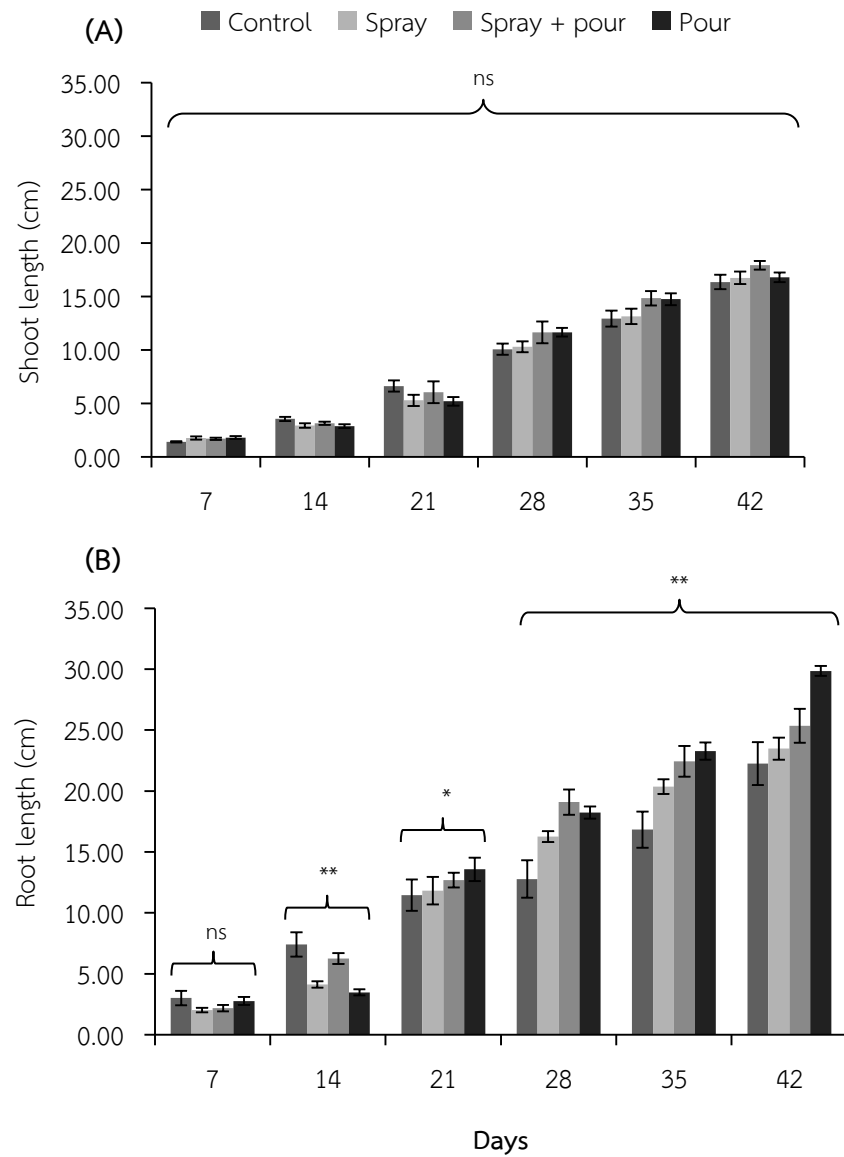 (A)
Control Spray Spray + pour Pour
35.00
30.00
25.00
20.00
15.00
10.00
5.00
0.00
Shoot length (cm)
ns
7 14 21 28 35 42
(B)
35.00
30.00
25.00
20.00
15.00
10.00
5.00
0.00
Root length (cm)
ns
**
*
**
7 14 21 28 35 42
Days